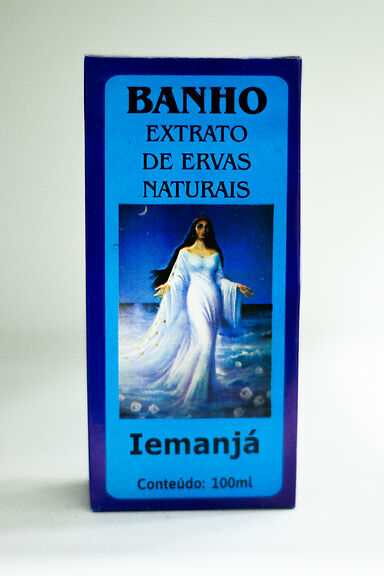 BANHO
EXTRATO
DE ERVAS
NATURAIS
Iemanjá
Conteúdo: 100ml